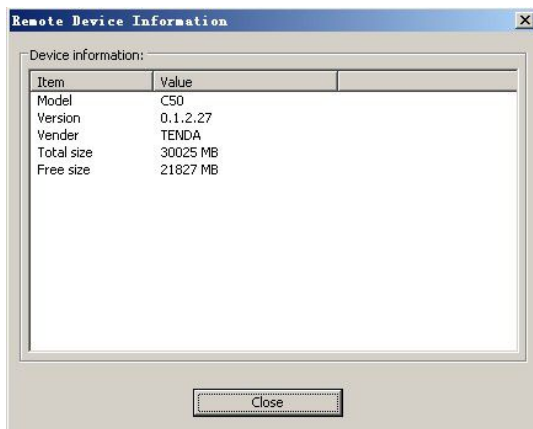 Remote Device Information
Device information:
Item Value
Model C50
Version 0.1.2.27
Vender TENDA
Total size 30025 MB
Free size 21827 MB
Close